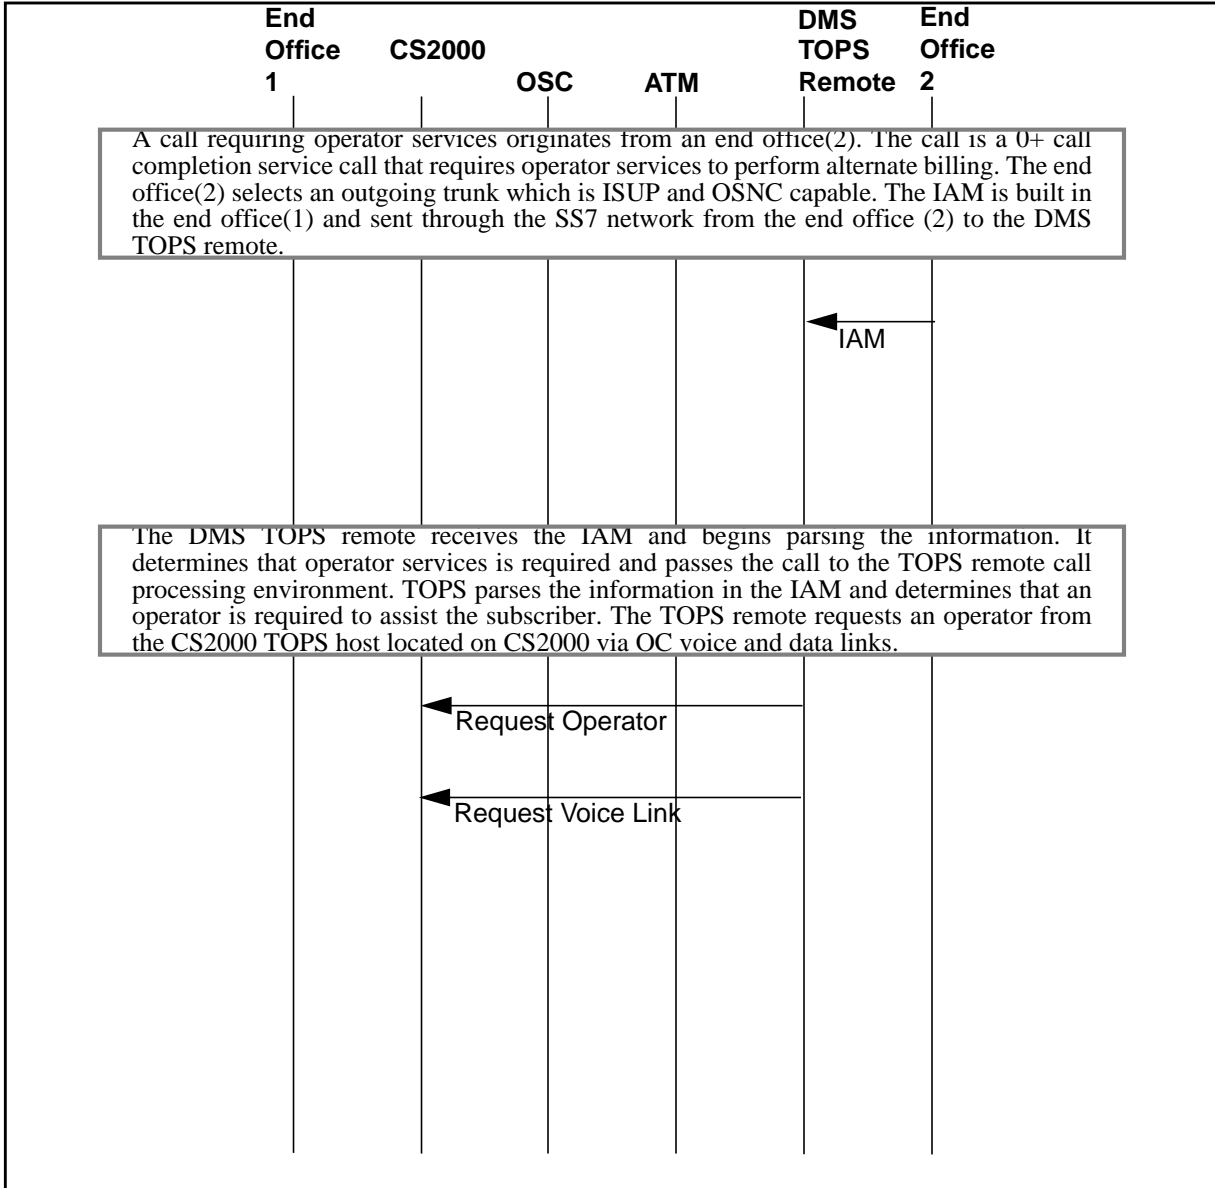 End
Office
1
CS2000
OSC
ATM
DMS
TOPS
Remote
End
Office
2
A call requiring operator services originates from an end office(2). The call is a 0+ call
completion service call that requires operator services to perform alternate billing. The end
office(2) selects an outgoing trunk which is ISUP and OSNC capable. The IAM is built in
the end office(1) and sent through the SS7 network from the end office (2) to the DMS
TOPS remote.
IAM
The DMS TOPS remote receives the IAM and begins parsing the information. It
determines that operator services is required and passes the call to the TOPS remote call
processing environment. TOPS parses the information in the IAM and determines that an
operator is required to assist the subscriber. The TOPS remote requests an operator from
the CS2000 TOPS host located on CS2000 via OC voice and data links.
Request Operator
Request Voice Link